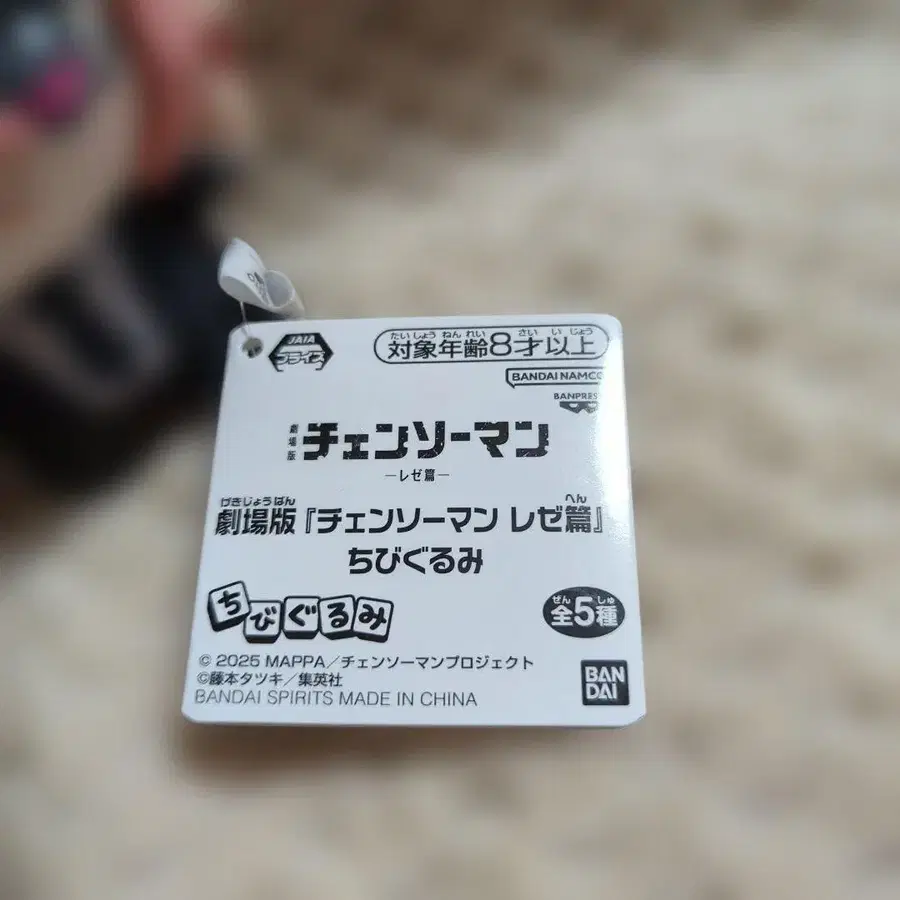 JAIA
プライズ
たいしょう ねん れい さい い じょう
対象年齢8才以上
BANDAI NAMCO
BANPRES
劇場版
チェンソーマン
―レゼ篇―
げきじょうばん へん
劇場版『チェンソーマン レゼ篇』
ちびぐるみ
ちびぐるみ
ぜん しゅ
全5種
© 2025 MAPPA／チェンソーマンプロジェクト
©藤本タツキ／集英社
BANDAI SPIRITS MADE IN CHINA
BAN
DAI